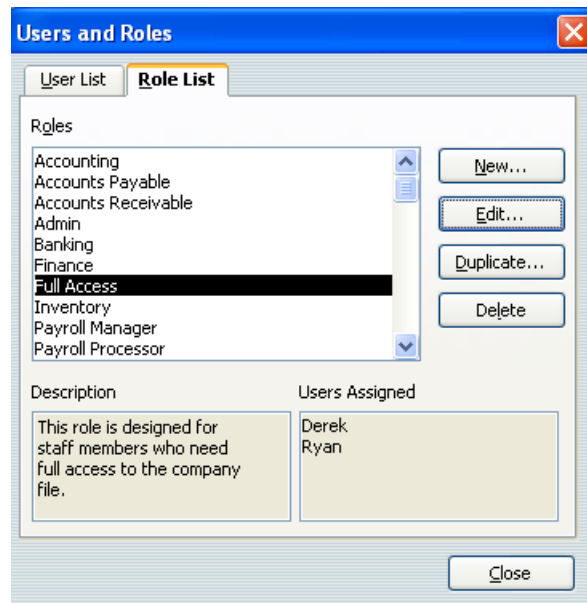 Users and Roles
User List
Role List
Roles
Accounting
Accounts Payable
Accounts Receivable
Admin
Banking
Finance
Full Access
Inventory
Payroll Manager
Payroll Processor
New...
Edit...
Duplicate...
Delete
Description
This role is designed for
staff members who need
full access to the company
file.
Users Assigned
Derek
Ryan
Close